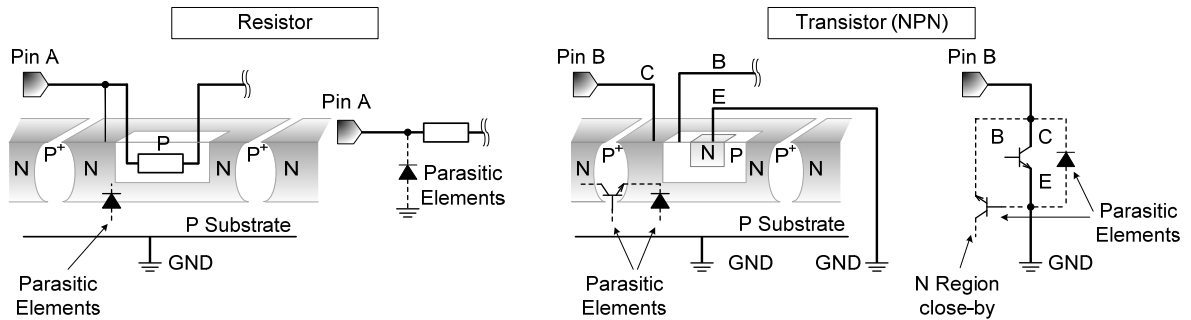 Resistor
Transistor (NPN)
Pin A
Pin A
N
P+
N
P
P+
N
N
Parasitic
Elements
P Substrate
GND
Parasitic
Elements
Pin B
C
B
E
N
P+
N
N
P
P+
N
P Substrate
GND
GND
Parasitic
Elements
Pin B
B
C
E
Parasitic
Elements
GND
N Region
close-by